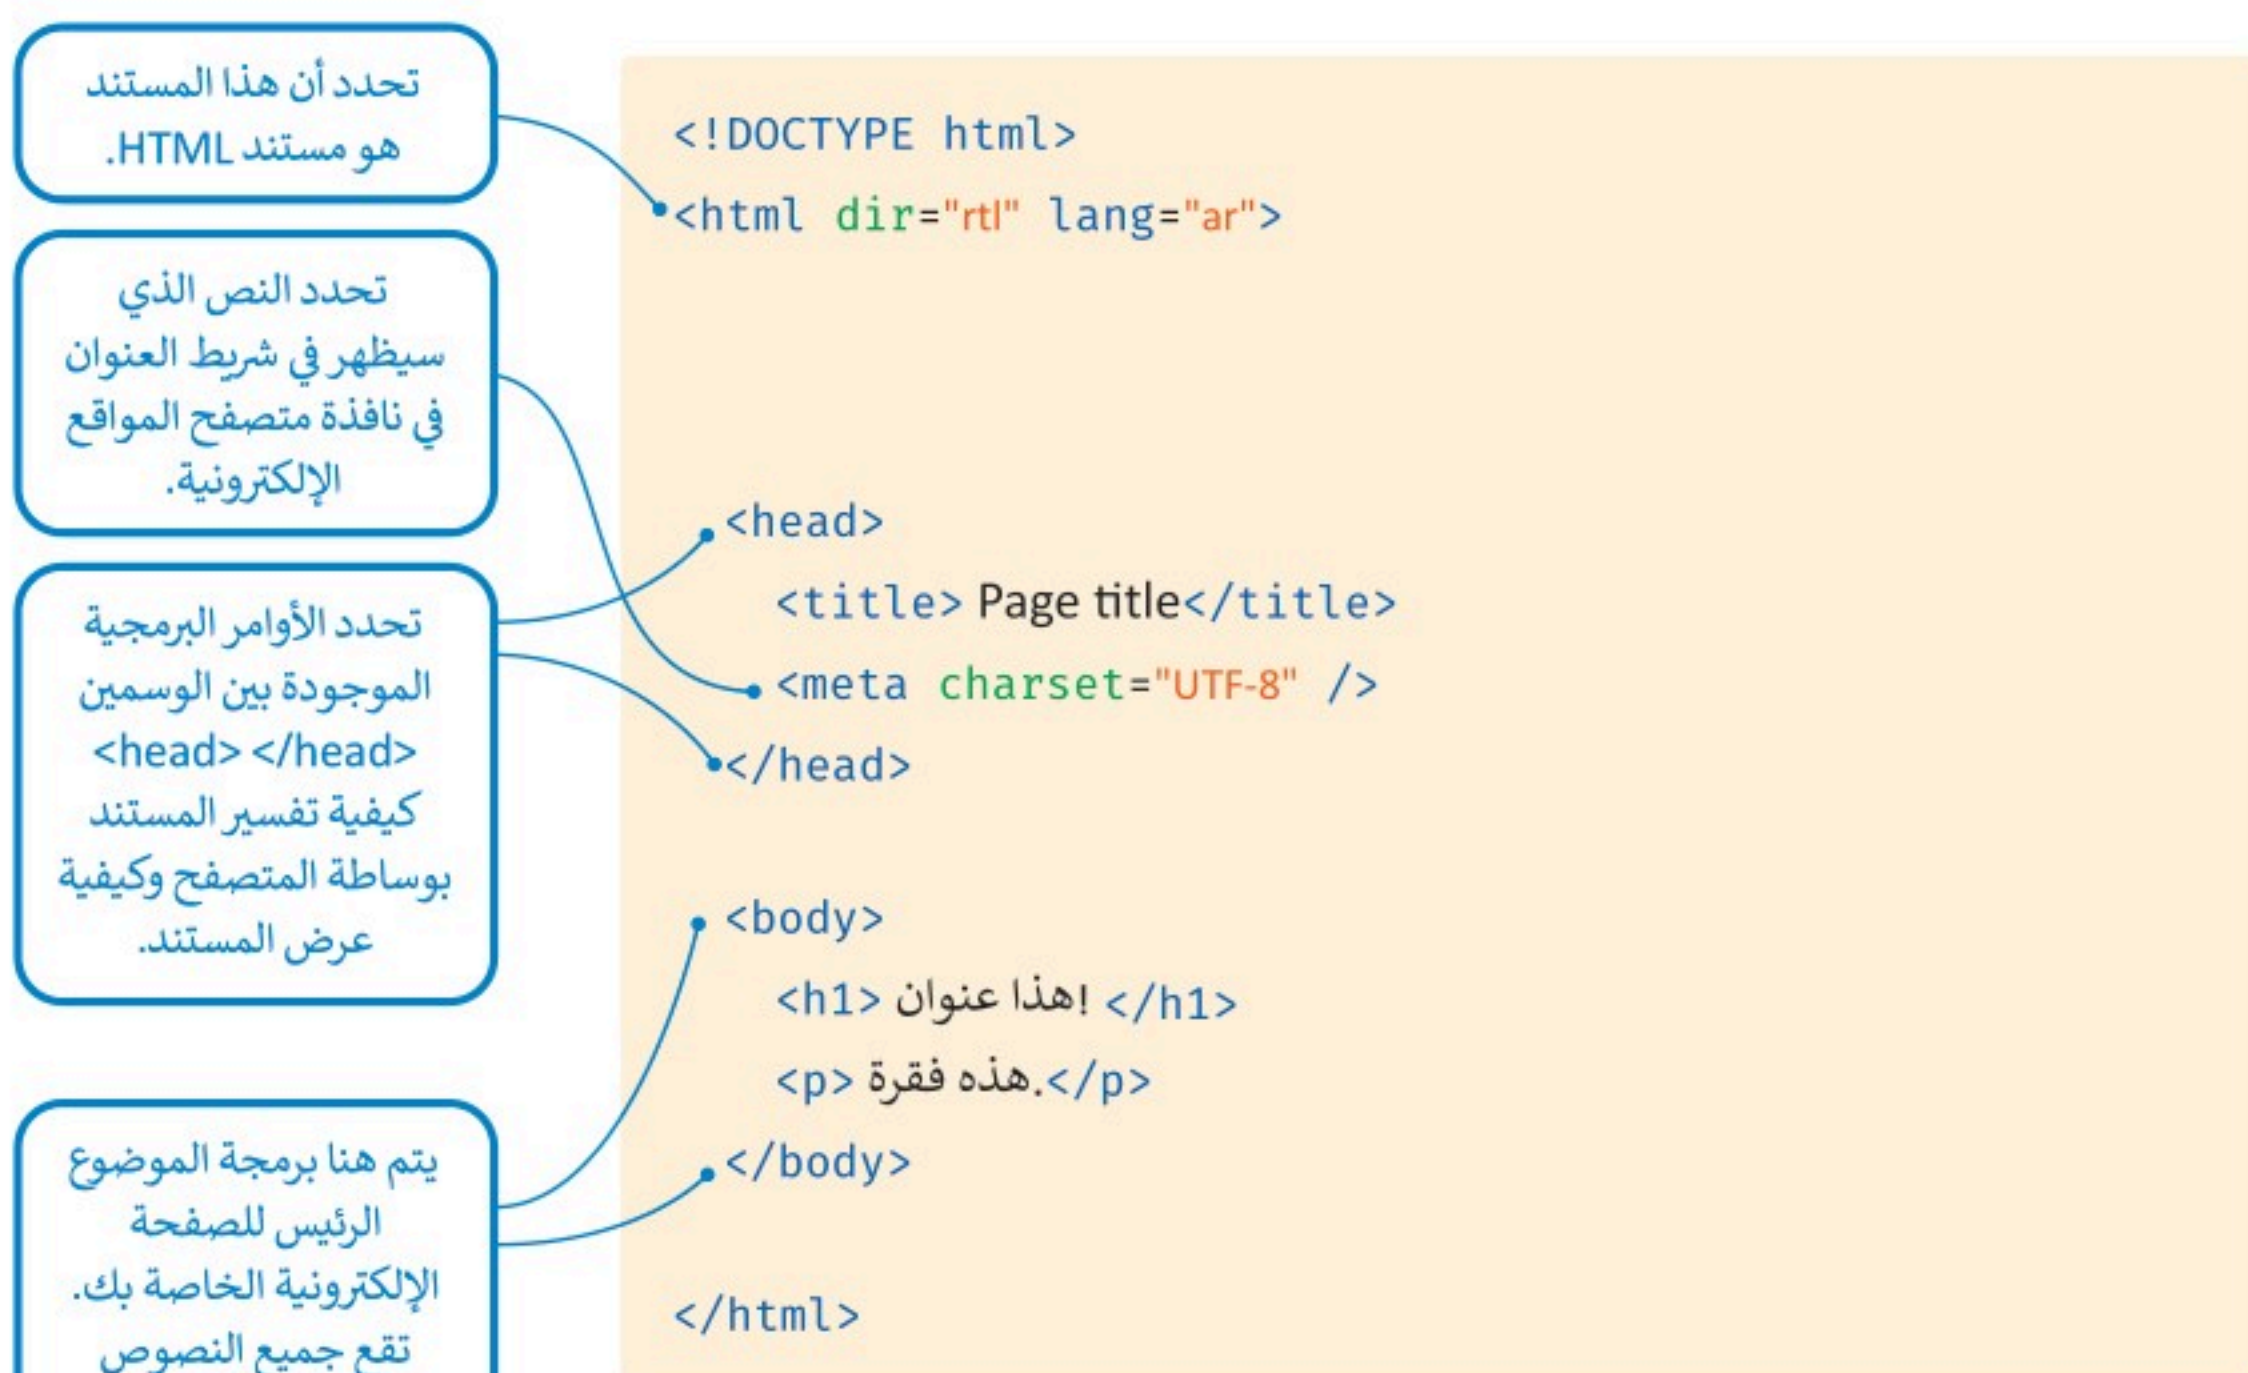 تحدد أن هذا المستند
هو مستند HTML.
تحدد النص الذي
سيظهر في شريط العنوان
في نافذة متصفح المواقع
الإلكترونية.
تحدد الأوامر البرمجية
الموجودة بين الوسمين
<head> </head>
كيفية تفسير المستند
بوساطة المتصفح وكيفية
عرض المستند.
يتم هنا برمجة الموضوع
الرئيس للصفحة
الإلكترونية الخاصة بك.
تقع جميع النصوص
<!DOCTYPE html>
<html dir="rtl" lang="ar">
<head>
<title> Page title</title>
<meta charset="UTF-8" />
</head>
<body>
<h1> هذا عنوان! </h1>
<p> هذه فقرة.</p>
</body>
</html>